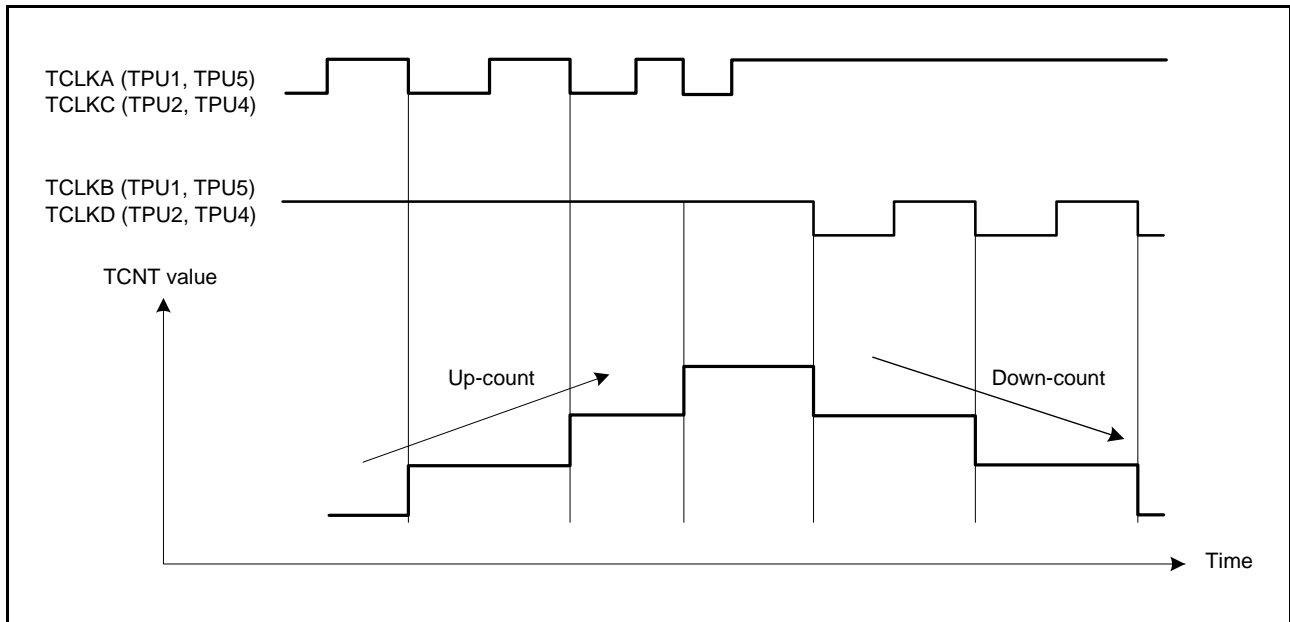 TCLKA (TPU1, TPU5)
TCLKC (TPU2, TPU4)
TCLKB (TPU1, TPU5)
TCLKD (TPU2, TPU4)
TCNT value
Up-count
Down-count
Time